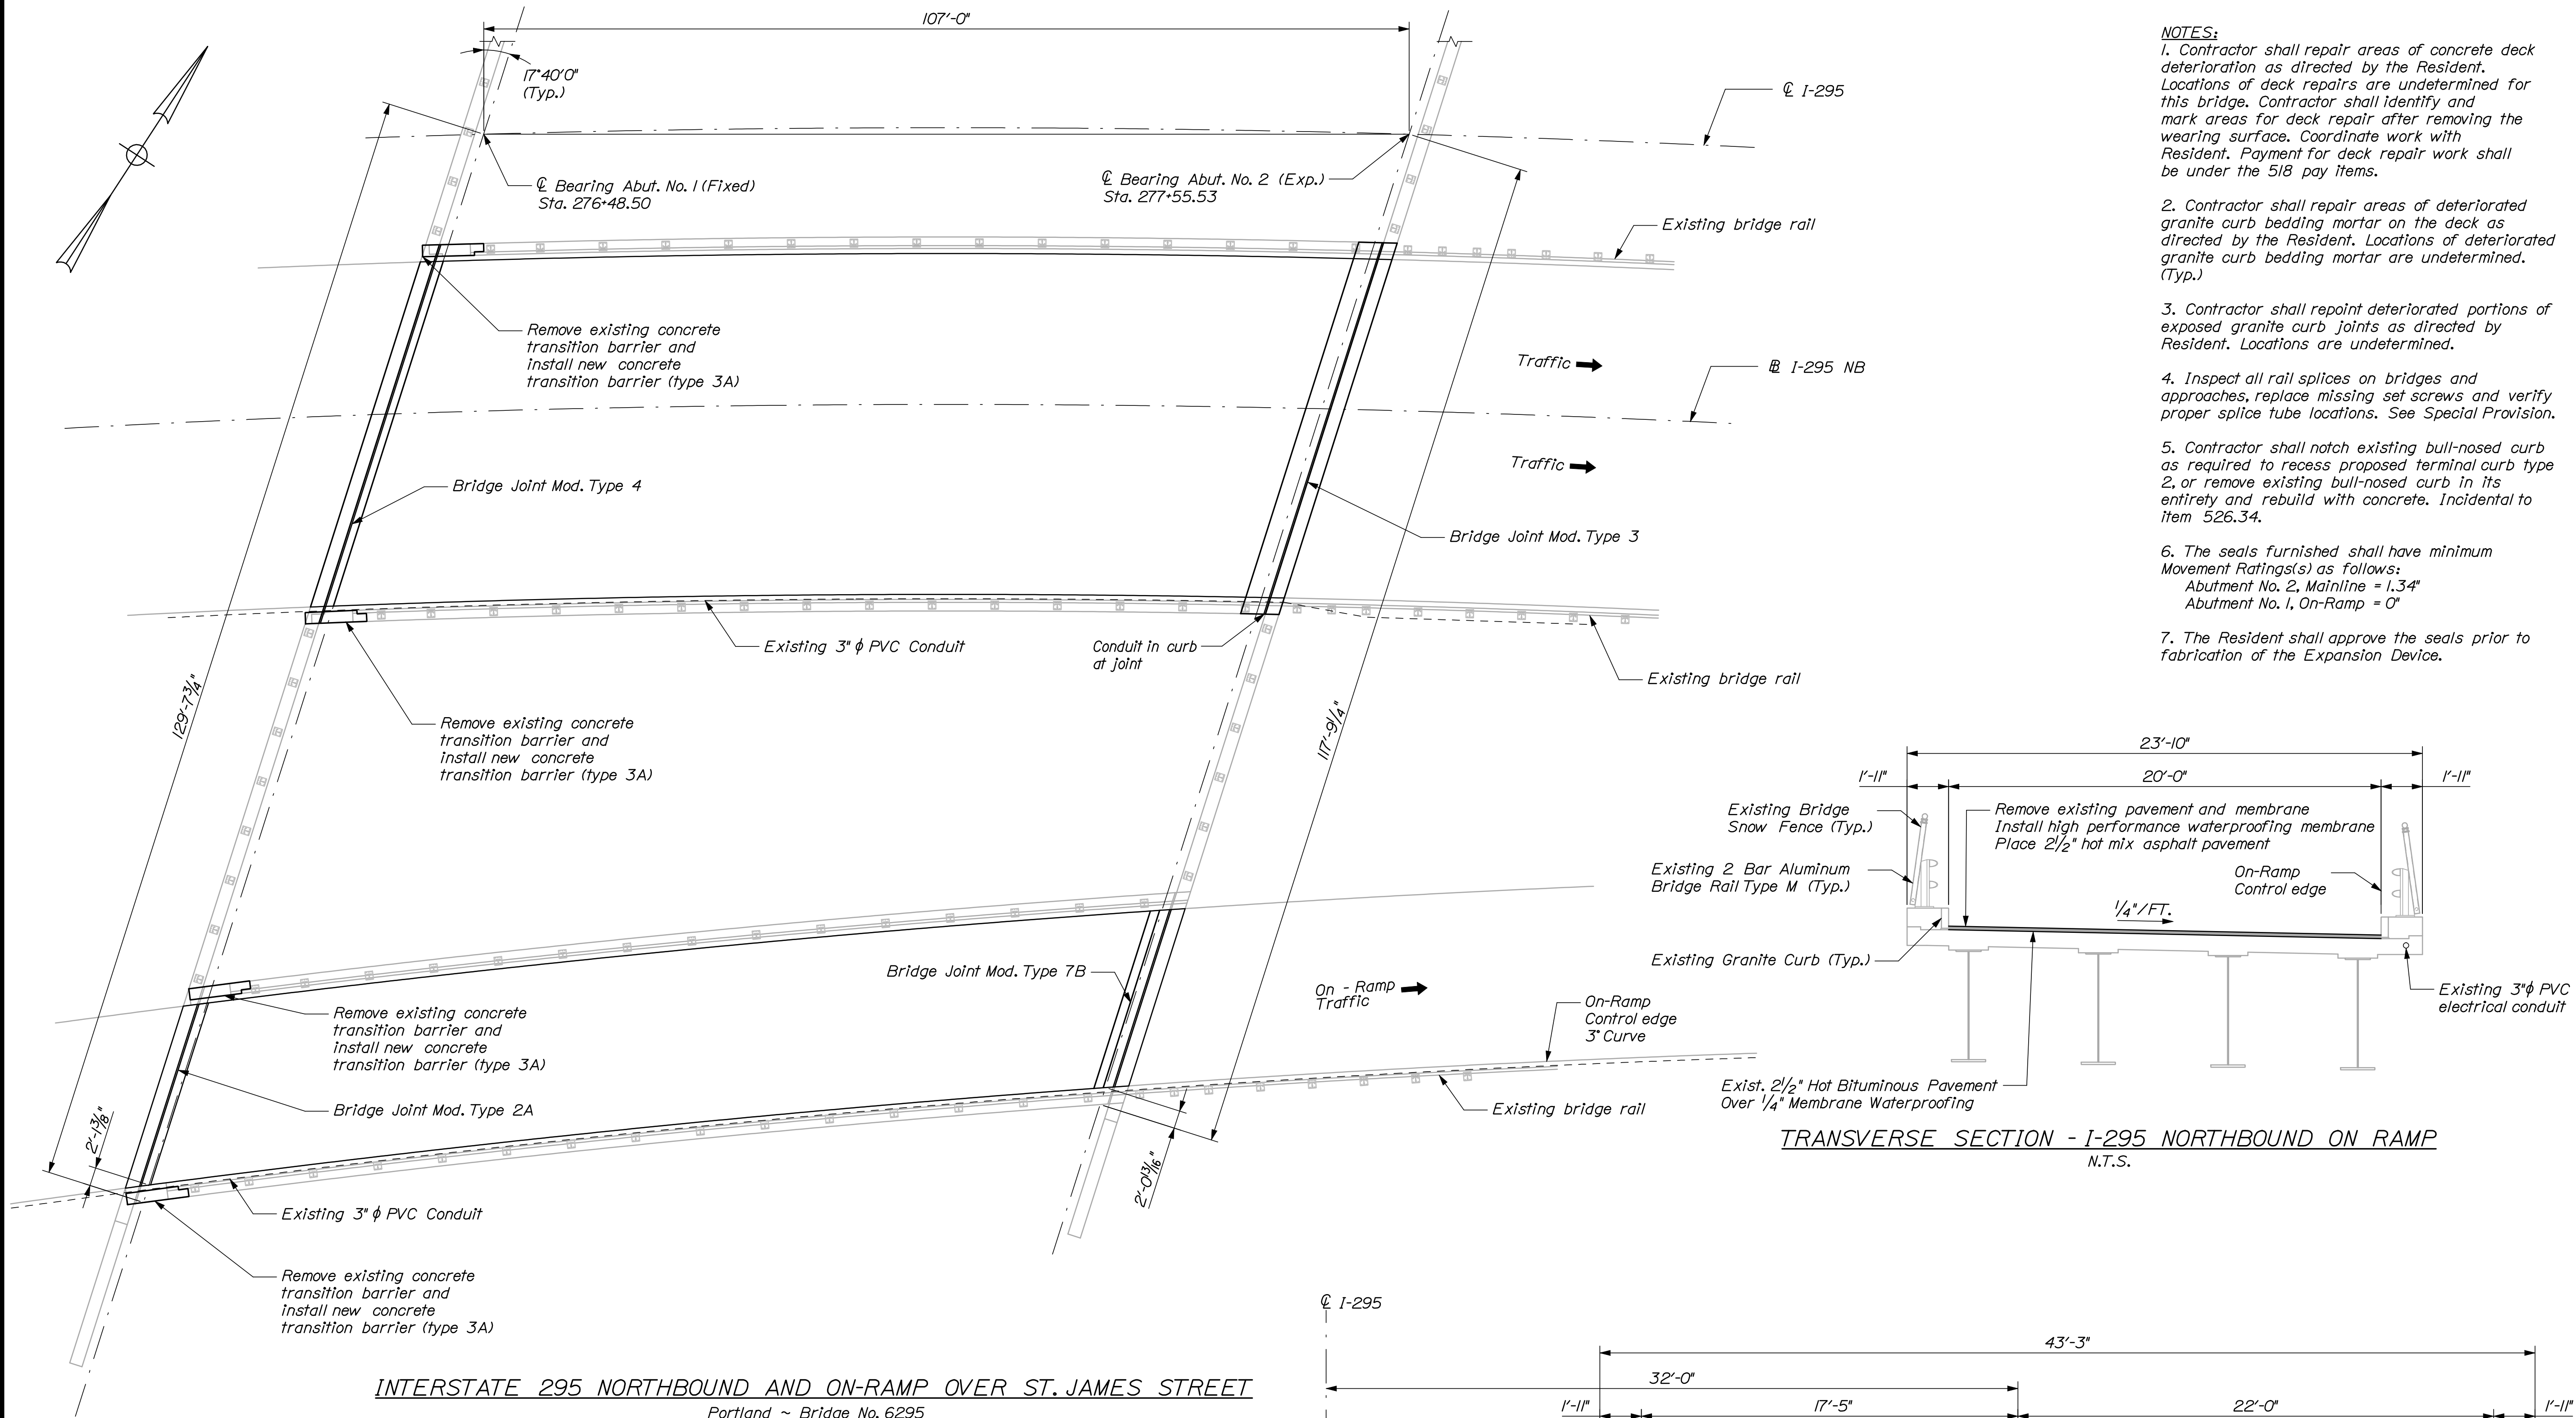 107'-0"
17°40'0"
(Typ.)
℄ I-295
℄ Bearing Abut. No. 1 (Fixed)
Sta. 276+48.50
℄ Bearing Abut. No. 2 (Exp.)
Sta. 277+55.53
Existing bridge rail
Remove existing concrete
transition barrier and
install new concrete
transition barrier (type 3A)
Traffic
BL I-295 NB
Traffic
Bridge Joint Mod. Type 4
Bridge Joint Mod. Type 3
Existing 3" ϕ PVC Conduit
Conduit in curb
at joint
Existing bridge rail
129'-7 3/4"
117'-9 1/4"
Remove existing concrete
transition barrier and
install new concrete
transition barrier (type 3A)
Bridge Joint Mod. Type 7B
On - Ramp
Traffic
On-Ramp
Control edge
3° Curve
Remove existing concrete
transition barrier and
install new concrete
transition barrier (type 3A)
Bridge Joint Mod. Type 2A
Existing bridge rail
2'-1 3/8"
2'-0 13/16"
Existing 3" ϕ PVC Conduit
Remove existing concrete
transition barrier and
install new concrete
transition barrier (type 3A)
INTERSTATE 295 NORTHBOUND AND ON-RAMP OVER ST. JAMES STREET
Portland ~ Bridge No. 6295
NOTES:
1. Contractor shall repair areas of concrete deck
deterioration as directed by the Resident.
Locations of deck repairs are undetermined for
this bridge. Contractor shall identify and
mark areas for deck repair after removing the
wearing surface. Coordinate work with
Resident. Payment for deck repair work shall
be under the 518 pay items.
2. Contractor shall repair areas of deteriorated
granite curb bedding mortar on the deck as
directed by the Resident. Locations of deteriorated
granite curb bedding mortar are undetermined.
(Typ.)
3. Contractor shall repoint deteriorated portions of
exposed granite curb joints as directed by
Resident. Locations are undetermined.
4. Inspect all rail splices on bridges and
approaches, replace missing set screws and verify
proper splice tube locations. See Special Provision.
5. Contractor shall notch existing bull-nosed curb
as required to recess proposed terminal curb type
2, or remove existing bull-nosed curb in its
entirety and rebuild with concrete. Incidental to
item 526.34.
6. The seals furnished shall have minimum
Movement Ratings(s) as follows:
Abutment No. 2, Mainline = 1.34"
Abutment No. 1, On-Ramp = 0"
7. The Resident shall approve the seals prior to
fabrication of the Expansion Device.
23'-10"
1'-11"
20'-0"
1'-11"
Existing Bridge
Snow Fence (Typ.)
Remove existing pavement and membrane
Install high performance waterproofing membrane
Place 2 1/2" hot mix asphalt pavement
Existing 2 Bar Aluminum
Bridge Rail Type M (Typ.)
On-Ramp
Control edge
1/4"/FT.
Existing Granite Curb (Typ.)
Existing 3"ϕ PVC
electrical conduit
Exist. 2 1/2" Hot Bituminous Pavement
Over 1/4" Membrane Waterproofing
TRANSVERSE SECTION - I-295 NORTHBOUND ON RAMP
N.T.S.
℄ I-295
43'-3"
32'-0"
1'-11"
17'-5"
22'-0"
1'-11"